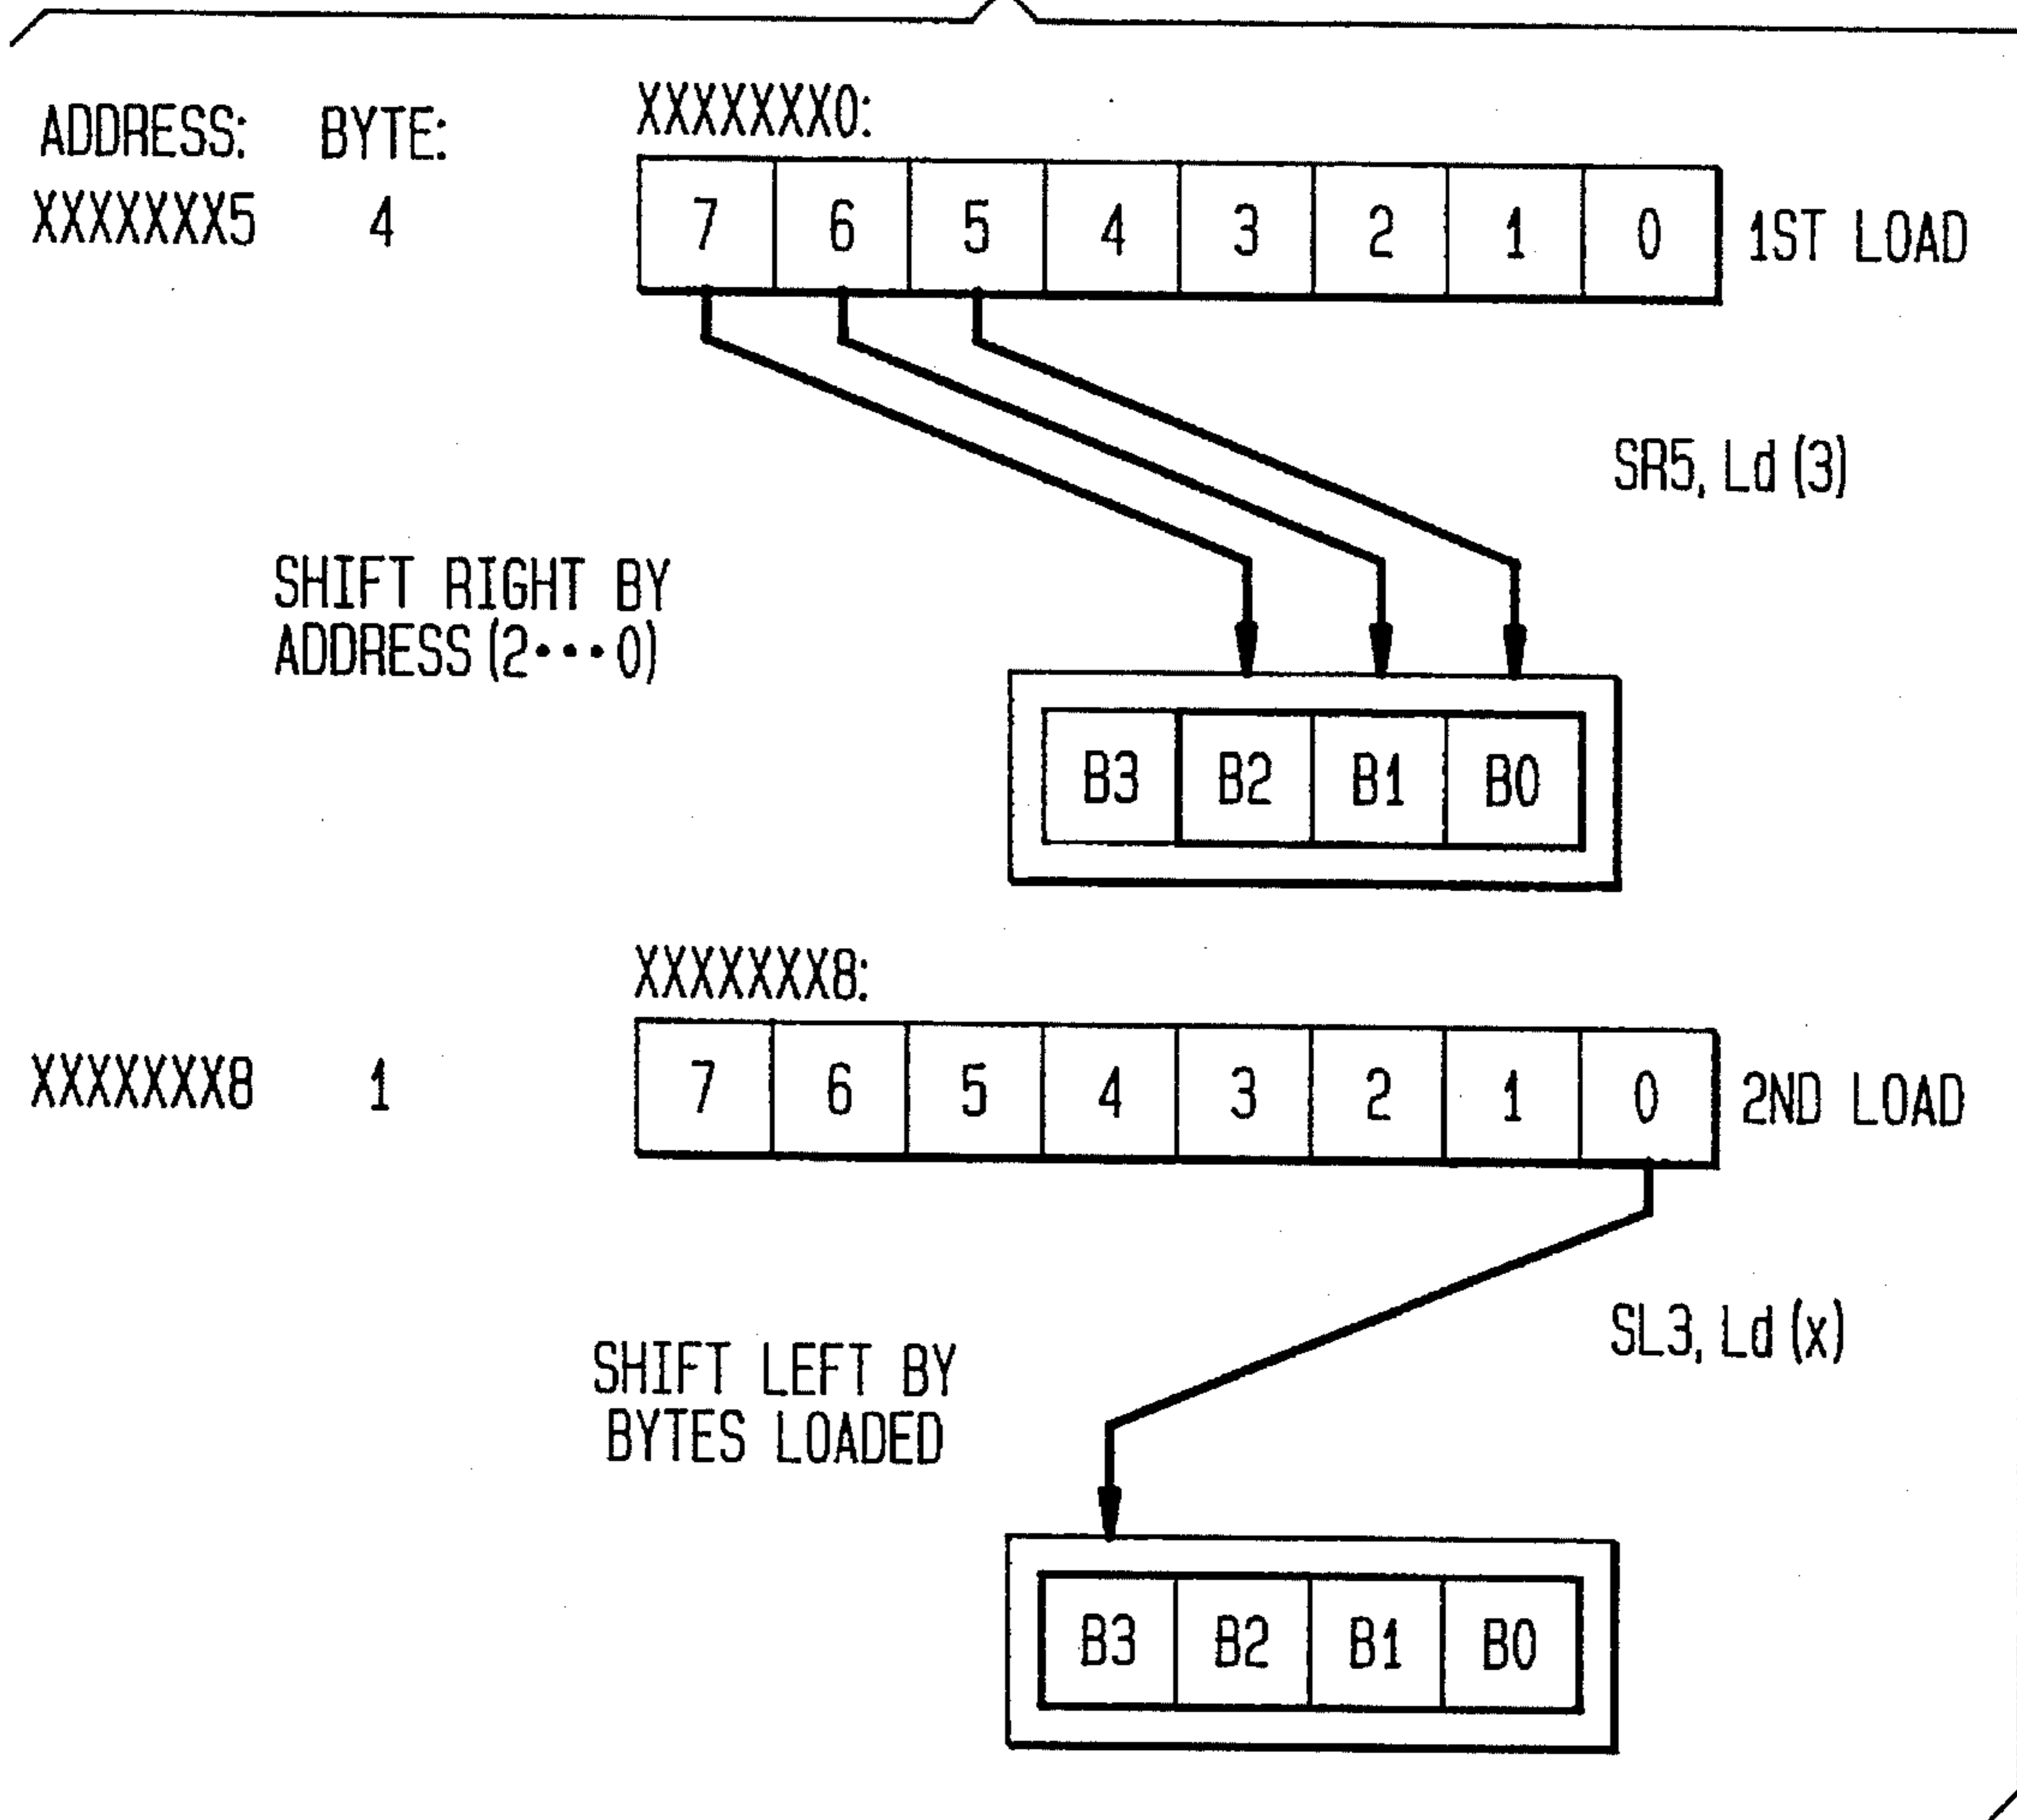 ADDRESS: BYTE: XXXXXXX0:
XXXXXXX5 4 7 6 5 4 3 2 1 0 1ST LOAD
SR5, Ld (3)
SHIFT RIGHT BY
ADDRESS (2•••0)
B3 B2 B1 B0
XXXXXXX8:
XXXXXXX8 1 7 6 5 4 3 2 1 0 2ND LOAD
SL3, Ld (x)
SHIFT LEFT BY
BYTES LOADED
B3 B2 B1 B0